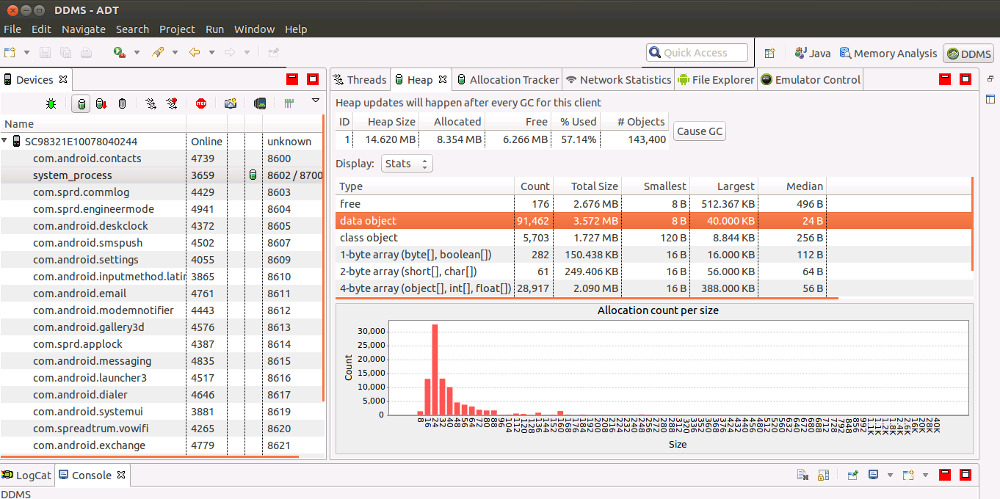 DDMS - ADT
File Edit Navigate Search Project Run Window Help
Quick Access Java Memory Analysis DDMS
Devices
Name
SC98321E10078040244 Online unknown
com.android.contacts 4739 8600
system_process 3659 8602 / 8700
com.sprd.commlog 4429 8603
com.sprd.engineermode 4941 8604
com.android.deskclock 4372 8605
com.android.smspush 4502 8607
com.android.settings 4055 8609
com.android.inputmethod.latin 3865 8610
com.android.email 4761 8611
com.android.modemnotifier 4443 8612
com.android.gallery3d 4576 8613
com.sprd.applock 4387 8614
com.android.messaging 4835 8615
com.android.launcher3 4517 8616
com.android.dialer 4646 8617
com.android.systemui 3881 8619
com.spreadtrum.vowifi 4265 8620
com.android.exchange 4779 8621
Threads Heap Allocation Tracker Network Statistics File Explorer Emulator Control
Heap updates will happen after every GC for this client
ID Heap Size Allocated Free % Used # Objects
1 14.620 MB 8.354 MB 6.266 MB 57.14% 143,400
Cause GC
Display: Stats
Type Count Total Size Smallest Largest Median
free 176 2.676 MB 8 B 512.367 KB 496 B
data object 91,462 3.572 MB 8 B 40.000 KB 24 B
class object 5,703 1.727 MB 120 B 8.844 KB 256 B
1-byte array (byte[], boolean[]) 282 150.438 KB 16 B 16.000 KB 112 B
2-byte array (short[], char[]) 61 249.406 KB 16 B 56.000 KB 64 B
4-byte array (object[], int[], float[]) 28,917 2.090 MB 16 B 388.000 KB 56 B
Allocation count per size
Count
30,000
25,000
20,000
15,000
10,000
5,000
0
8 16 24 32 40 48 56 64 72 80 88 96 104 112 120 128 136 144 152 160 168 176 184 192 200 208 216 224 232 240 248 256 272 280 288 312 320 336 360 368 376 424 432 440 456 480 512 520 560 632 640 672 680 688 712 728 792 848 896 992 1.1K 1.1K 1.2K 1.8K 2.4K 2.6K 16K 20K 28K 40K
Size
LogCat Console
DDMS